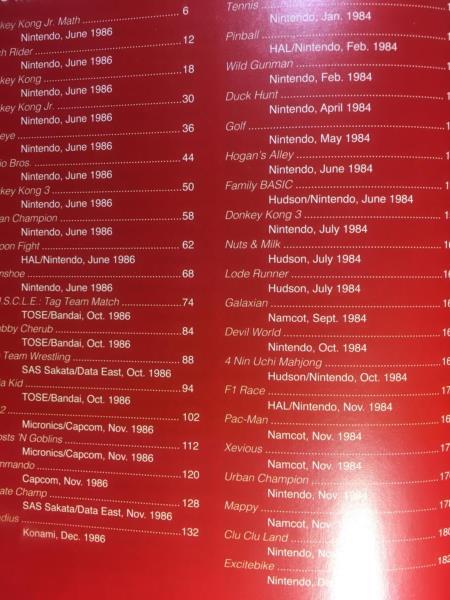 key Kong Jr. Math 6
Nintendo, June 1986
ch Rider 12
Nintendo, June 1986
key Kong 18
Nintendo, June 1986
key Kong Jr. 30
Nintendo, June 1986
eye 36
Nintendo, June 1986
io Bros. 44
Nintendo, June 1986
key Kong 3 50
Nintendo, June 1986
an Champion 58
Nintendo, June 1986
oon Fight 62
HAL/Nintendo, June 1986
mshoe 68
Nintendo, June 1986
.U.S.C.L.E.: Tag Team Match 74
TOSE/Bandai, Oct. 1986
bby Cherub 84
TOSE/Bandai, Oct. 1986
Team Wrestling 88
SAS Sakata/Data East, Oct. 1986
a Kid 94
TOSE/Bandai, Oct. 1986
2 102
Micronics/Capcom, Nov. 1986
osts 'N Goblins 112
Micronics/Capcom, Nov. 1986
mmando 120
Capcom, Nov. 1986
ate Champ 128
SAS Sakata/Data East, Nov. 1986
dius 132
Konami, Dec. 1986
Tennis
Nintendo, Jan. 1984
Pinball
HAL/Nintendo, Feb. 1984
Wild Gunman
Nintendo, Feb. 1984
Duck Hunt
Nintendo, April 1984
Golf
Nintendo, May 1984
Hogan's Alley
Nintendo, June 1984
Family BASIC
Hudson/Nintendo, June 1984
Donkey Kong 3
Nintendo, July 1984
Nuts & Milk
Hudson, July 1984
Lode Runner
Hudson, July 1984
Galaxian
Namcot, Sept. 1984
Devil World
Nintendo, Oct. 1984
4 Nin Uchi Mahjong
Hudson/Nintendo, Oct. 1984
F1 Race
HAL/Nintendo, Nov. 1984
Pac-Man
Namcot, Nov. 1984
Xevious
Namcot, Nov. 1984
Urban Champion
Nintendo, Nov.
Mappy
Namcot, Nov.
Clu Clu Land
Nintendo,
Excitebike
Nintendo,